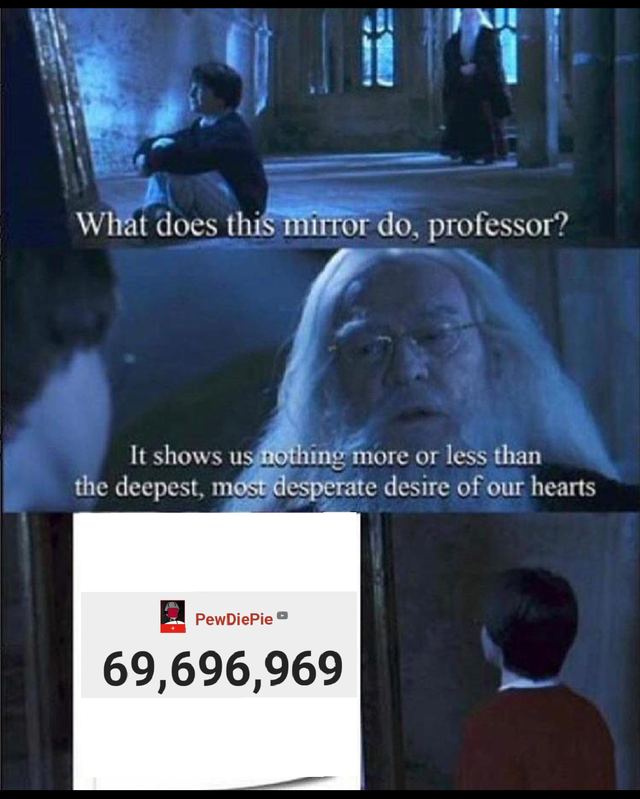 What does this mirror do, professor?
It shows us nothing more or less than
the deepest, most desperate desire of our hearts
PewDiePie
69,696,969